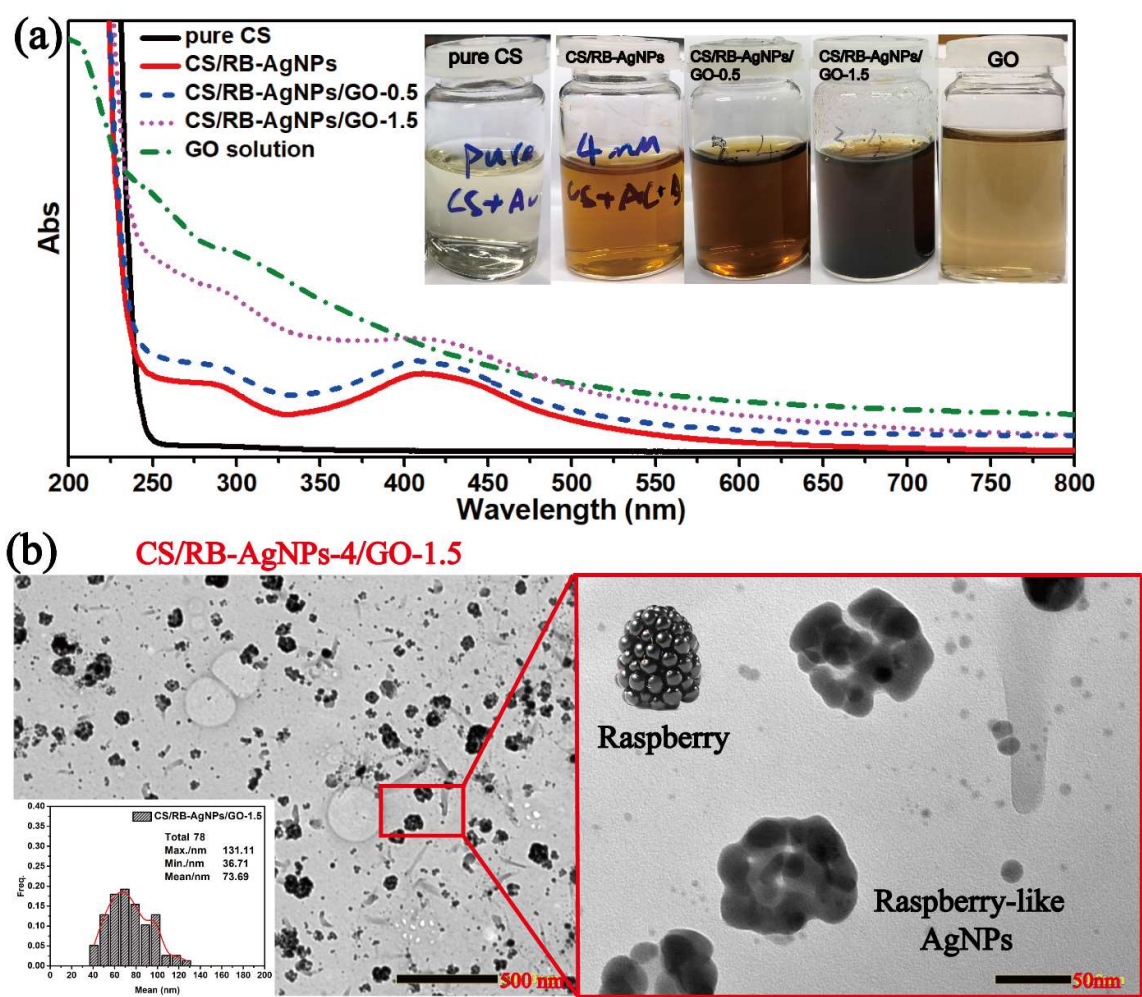 (a)
pure CS
CS/RB-AgNPs
CS/RB-AgNPs/GO-0.5
CS/RB-AgNPs/GO-1.5
GO solution
pure CS
CS/RB-AgNPs
CS/RB-AgNPs/
GO-0.5
CS/RB-AgNPs/
GO-1.5
GO
pure
CS+Ac
4 mM
CS+AC+A
2-4
3-4
Abs
200 250 300 350 400 450 500 550 600 650 700 750 800
Wavelength (nm)
(b)
CS/RB-AgNPs-4/GO-1.5
Raspberry
Raspberry-like
AgNPs
0.40
0.35
0.30
0.25
0.20
0.15
0.10
0.05
0.00
Freq.
CS/RB-AgNPs/GO-1.5
Total 78
Max./nm 131.11
Min./nm 36.71
Mean/nm 73.69
0 20 40 60 80 100 120 140 160 180 200
Mean (nm)
500 nm
50nm